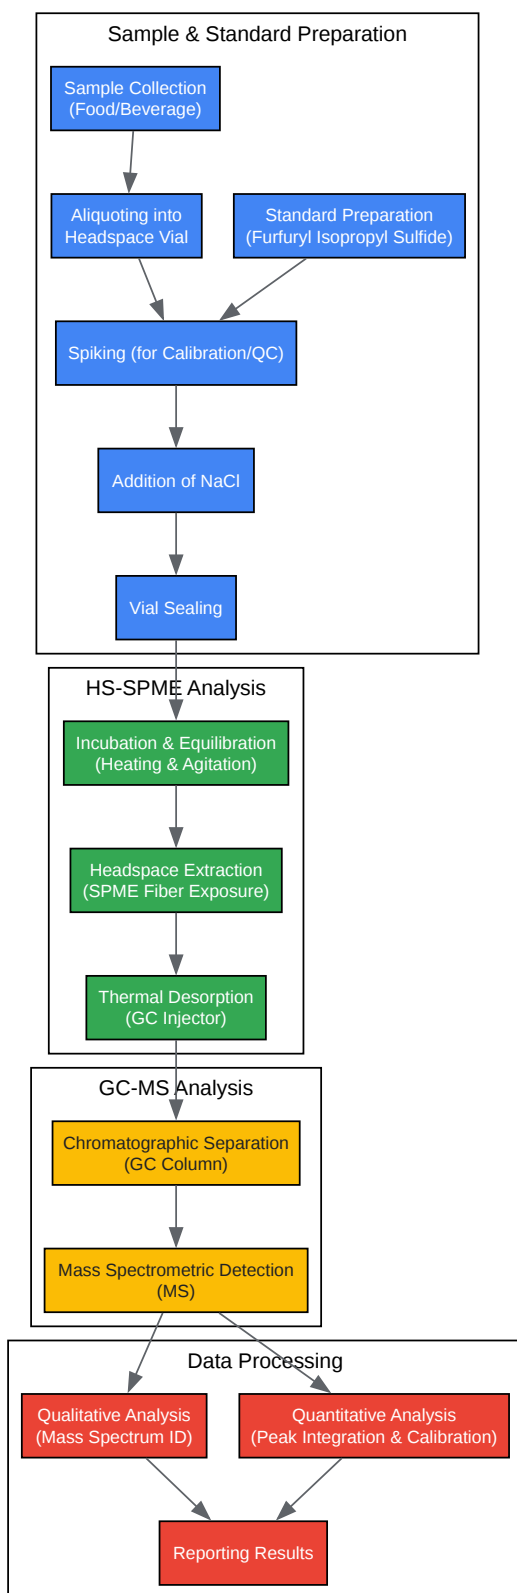 Sample & Standard Preparation
Sample Collection
(Food/Beverage)
Aliquoting into
Headspace Vial
Standard Preparation
(Furfuryl Isopropyl Sulfide)
Spiking (for Calibration/QC)
Addition of NaCl
Vial Sealing
HS-SPME Analysis
Incubation & Equilibration
(Heating & Agitation)
Headspace Extraction
(SPME Fiber Exposure)
Thermal Desorption
(GC Injector)
GC-MS Analysis
Chromatographic Separation
(GC Column)
Mass Spectrometric Detection
(MS)
Data Processing
Qualitative Analysis
(Mass Spectrum ID)
Quantitative Analysis
(Peak Integration & Calibration)
Reporting Results